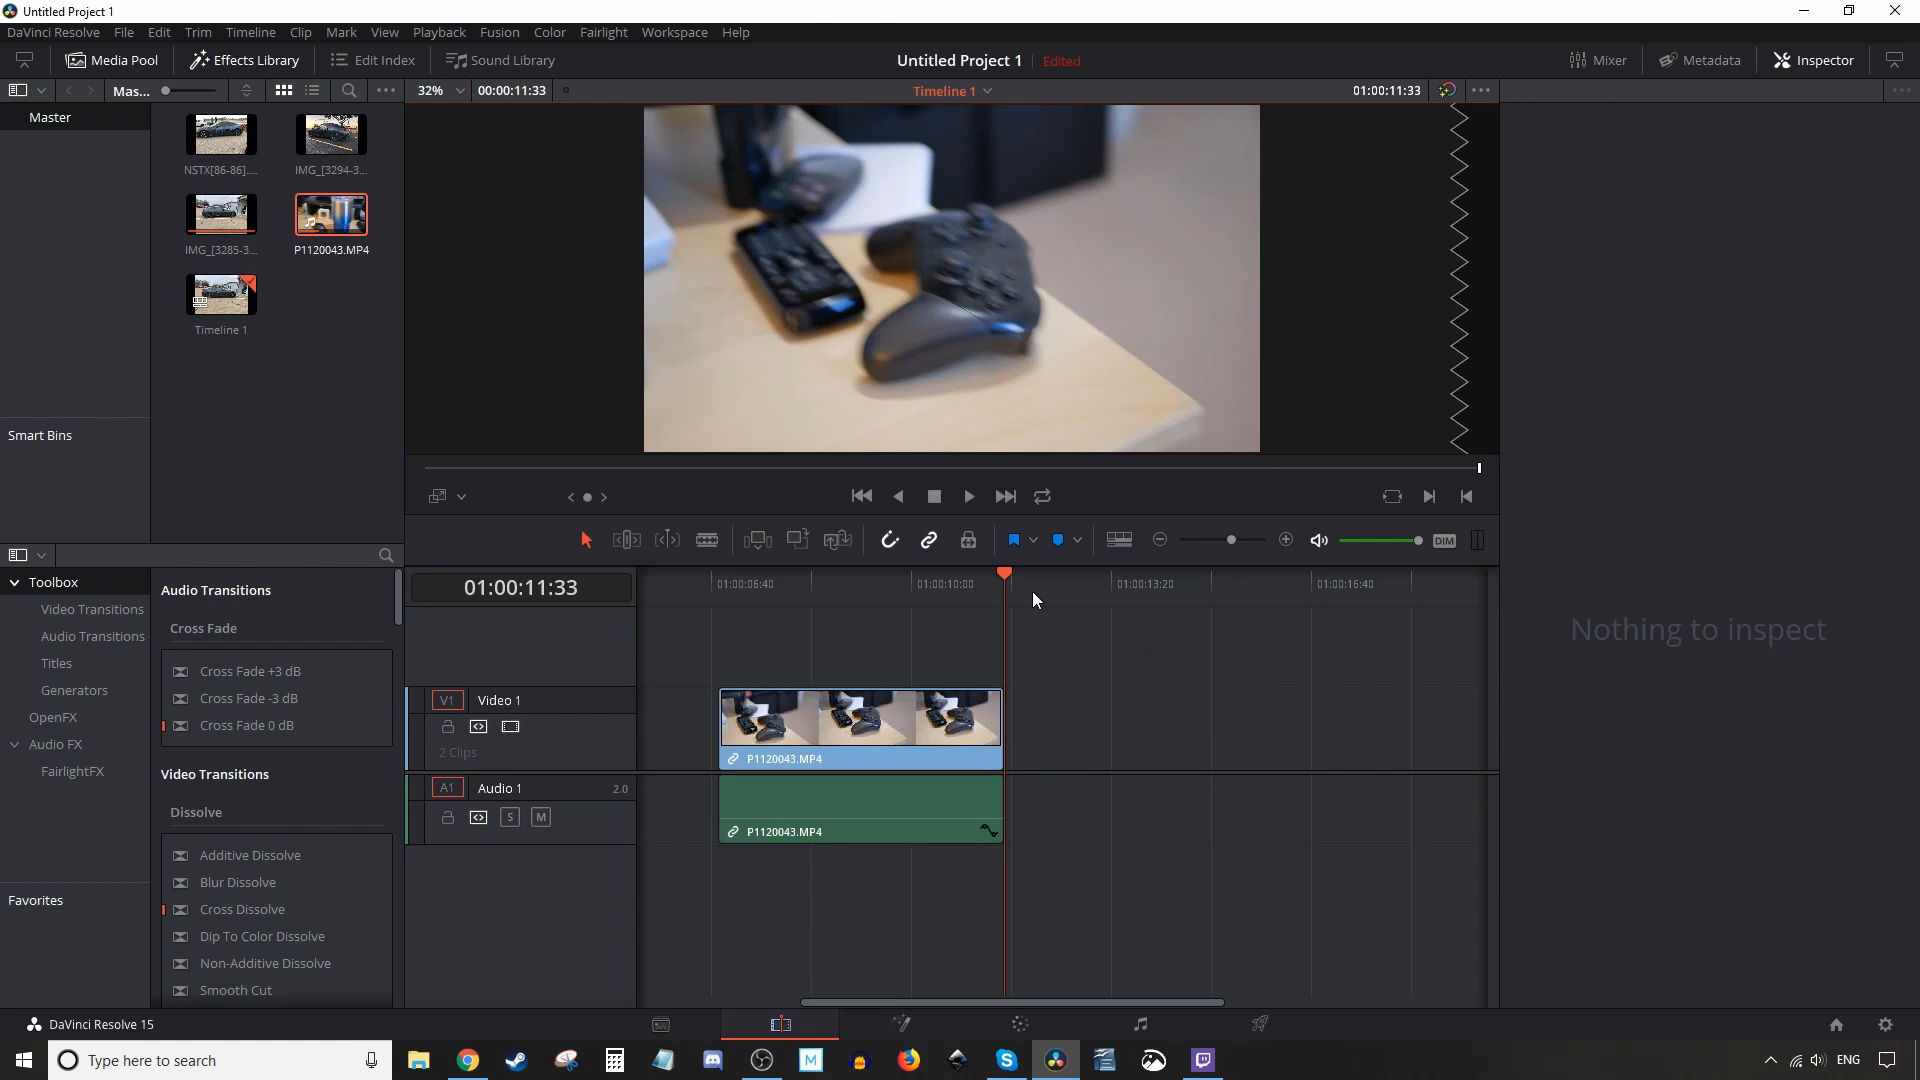 Untitled Project 1
DaVinci Resolve File Edit Trim Timeline Clip Mark View Playback Fusion Color Fairlight Workspace Help
Media Pool Effects Library Edit Index Sound Library Untitled Project 1 Edited Mixer Metadata Inspector
Mas... 32% 00:00:11:33 Timeline 1 01:00:11:33
Master
NSTX[86-86].... IMG_[3294-3...
IMG_[3285-3... P1120043.MP4
Timeline 1
Smart Bins
DIM
Toolbox
Video Transitions
Audio Transitions
Titles
Generators
OpenFX
Audio FX
FairlightFX
Favorites
Audio Transitions
Cross Fade
Cross Fade +3 dB
Cross Fade -3 dB
Cross Fade 0 dB
Video Transitions
Dissolve
Additive Dissolve
Blur Dissolve
Cross Dissolve
Dip To Color Dissolve
Non-Additive Dissolve
Smooth Cut
01:00:11:33 01:00:06:40 01:00:10:00 01:00:13:20 01:00:16:40
V1 Video 1
2 Clips
P1120043.MP4
A1 Audio 1 2.0
S M
P1120043.MP4
Nothing to inspect
DaVinci Resolve 15
Type here to search M ENG